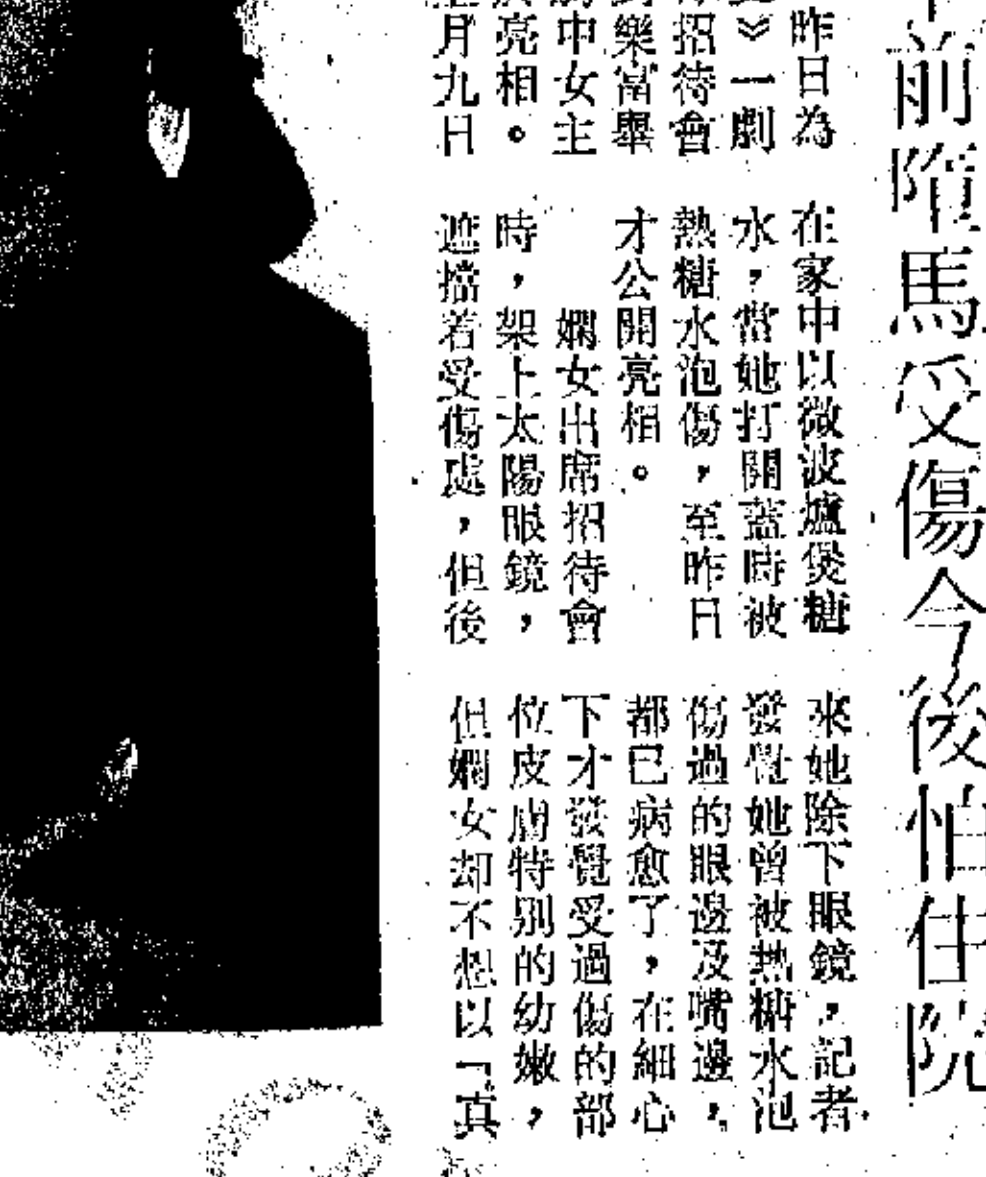 前隋馬受傷今後怕住院
昨日為
》一劇
招待會
樂富舉
中女主
亮相。
月九日
在家中以微波爐煲糖
水，當她打開蓋時被
熱糖水泡傷，至昨日
才公開亮相。
嫻女出席招待會
時，架上太陽眼鏡，
遮擋着受傷處，但後
來她除下眼鏡，記者
發覺她曾被熱糖水泡
傷過的眼邊及嘴邊，
都已病愈了，在細心
下才發覺受過傷的部
位皮膚特別的幼嫩，
但嫻女却不想以「真